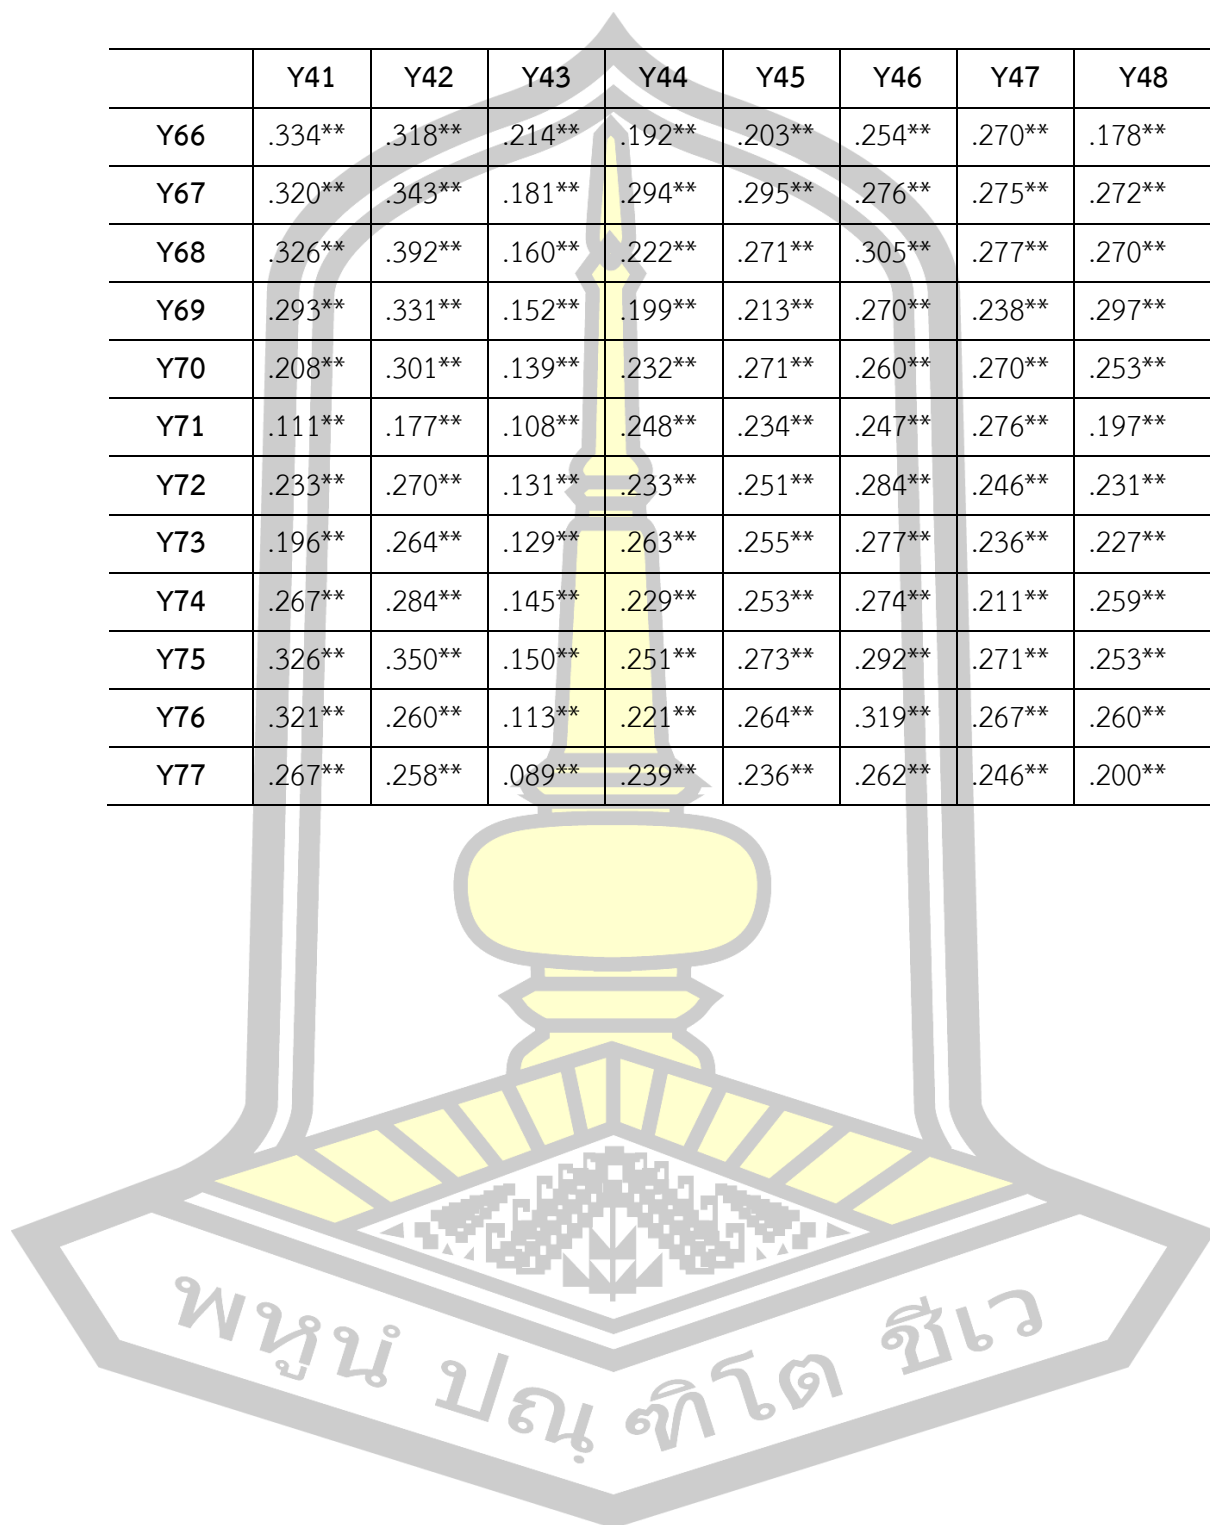 Y41 Y42 Y43 Y44 Y45 Y46 Y47 Y48
Y66 .334** .318** .214** .192** .203** .254** .270** .178**
Y67 .320** .343** .181** .294** .295** .276** .275** .272**
Y68 .326** .392** .160** .222** .271** .305** .277** .270**
Y69 .293** .331** .152** .199** .213** .270** .238** .297**
Y70 .208** .301** .139** .232** .271** .260** .270** .253**
Y71 .111** .177** .108** .248** .234** .247** .276** .197**
Y72 .233** .270** .131** .233** .251** .284** .246** .231**
Y73 .196** .264** .129** .263** .255** .277** .236** .227**
Y74 .267** .284** .145** .229** .253** .274** .211** .259**
Y75 .326** .350** .150** .251** .273** .292** .271** .253**
Y76 .321** .260** .113** .221** .264** .319** .267** .260**
Y77 .267** .258** .089** .239** .236** .262** .246** .200**
พหูนํ ปณฺ ฑิโต ชีเว